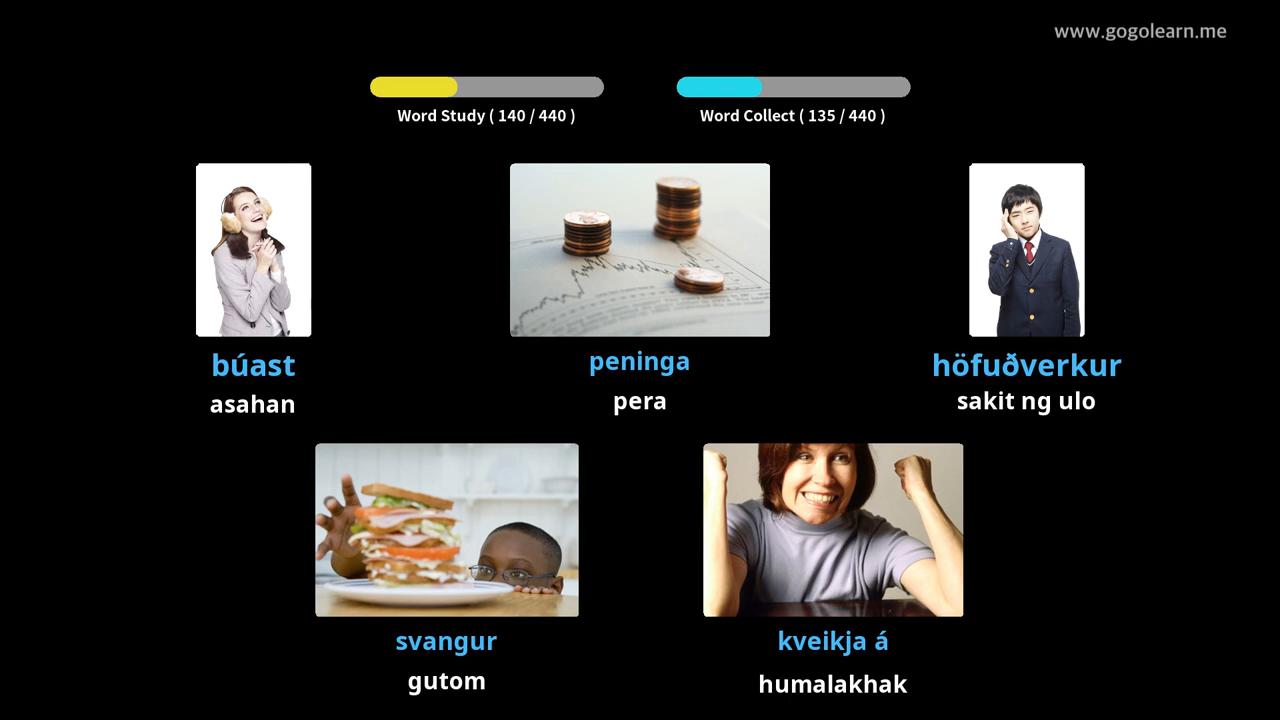 www.gogolearn.me
Word Study ( 140 / 440 )
Word Collect ( 135 / 440 )
búast
asahan
peninga
pera
höfuðverkur
sakit ng ulo
svangur
gutom
kveikja á
humalakhak